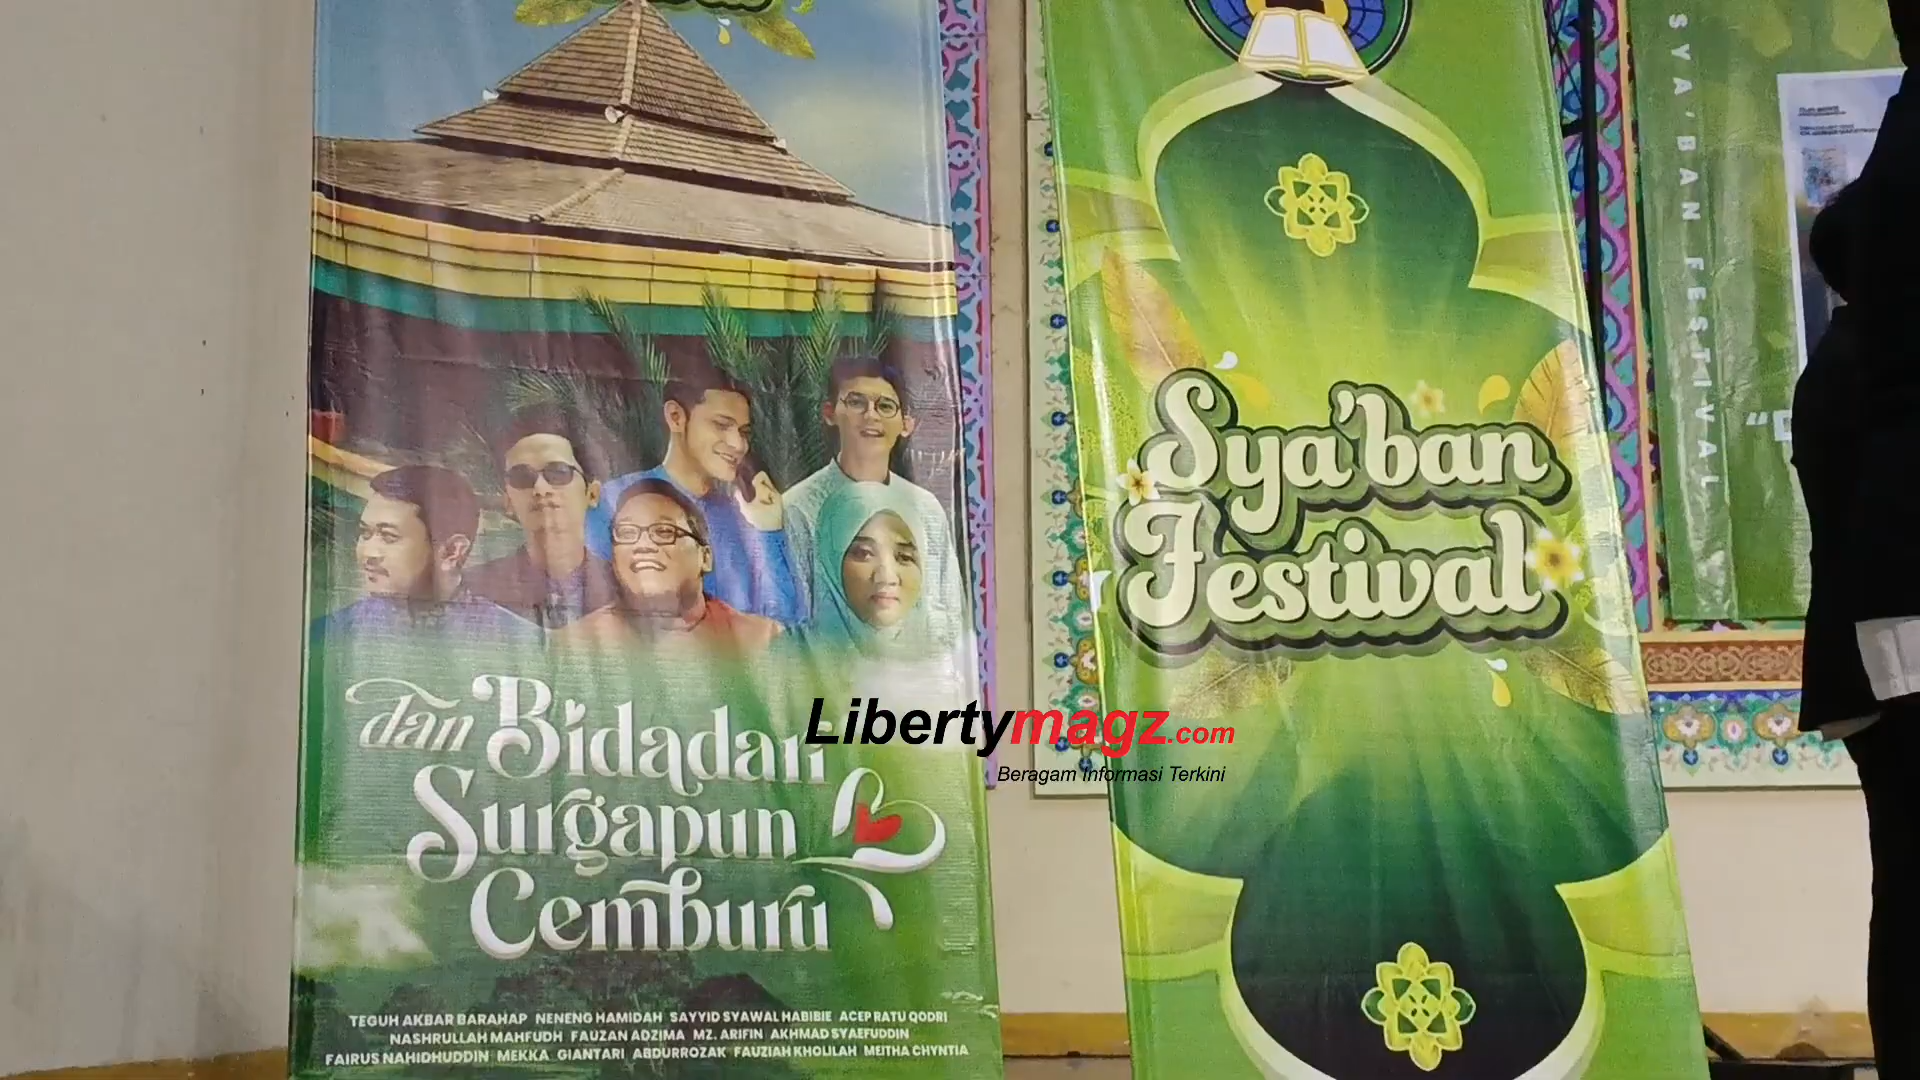 dan Bidadari
Surgapun
Cemburu
TEGUH AKBAR BARAHAP NENENG HAMIDAH SAYYID SYAWAL HABIBIE ACEP RATU QODRI
NASHRULLAH MAHFUDH FAUZAN ADZIMA MZ. ARIFIN AKHMAD SYAEFUDDIN
FAIRUS NAHIDHUDDIN MEKKA GIANTARI ABDURROZAK FAUZIAH KHOLILAH MEITHA CHYNTIA
Sya'ban
Festival
Libertymagz.com
Beragam Informasi Terkini
SYA'BAN FESTIVAL